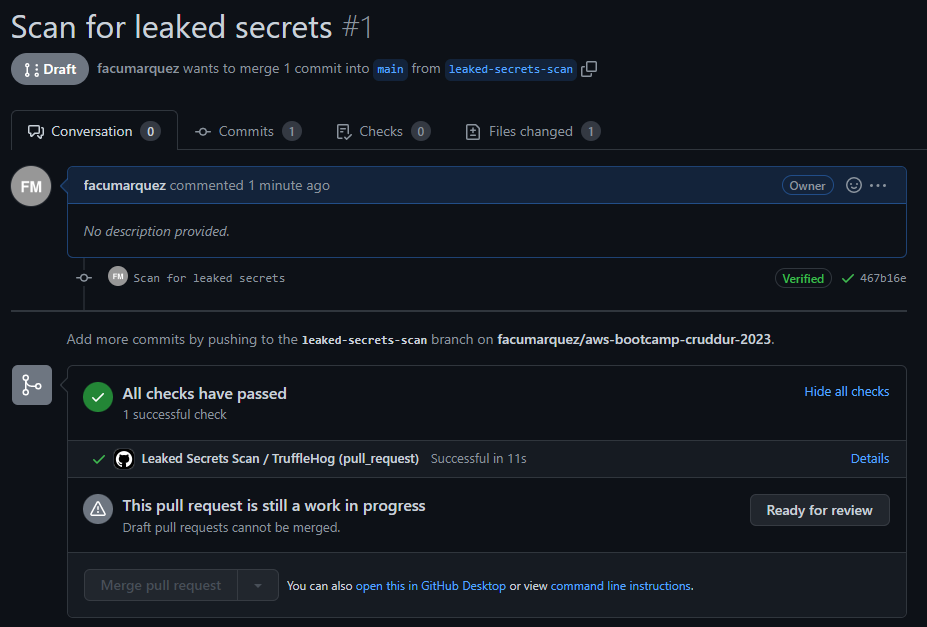 Scan for leaked secrets #1
Draft facumarquez wants to merge 1 commit into main from leaked-secrets-scan
Conversation 0 Commits 1 Checks 0 Files changed 1
FM facumarquez commented 1 minute ago Owner
No description provided.
FM Scan for leaked secrets Verified 467b16e
Add more commits by pushing to the leaked-secrets-scan branch on facumarquez/aws-bootcamp-cruddur-2023.
All checks have passed Hide all checks
1 successful check
Leaked Secrets Scan / TruffleHog (pull_request) Successful in 11s Details
This pull request is still a work in progress Ready for review
Draft pull requests cannot be merged.
Merge pull request You can also open this in GitHub Desktop or view command line instructions.